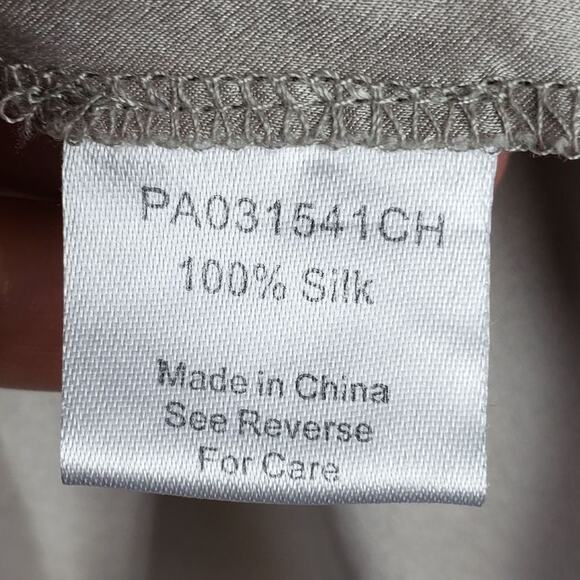 PA031541CH
100% Silk
Made in China
See Reverse
For Care